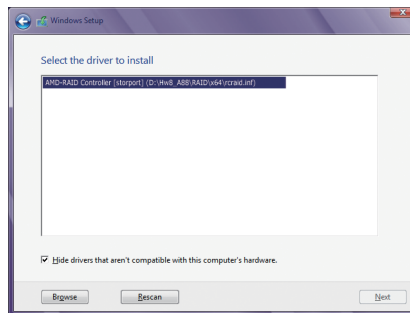 Windows Setup
Select the driver to install
AMD-RAID Controller [storport] (D:\Hw8_A88\RAID\x64\rcraid.inf)
Hide drivers that aren't compatible with this computer's hardware.
Browse Rescan Next